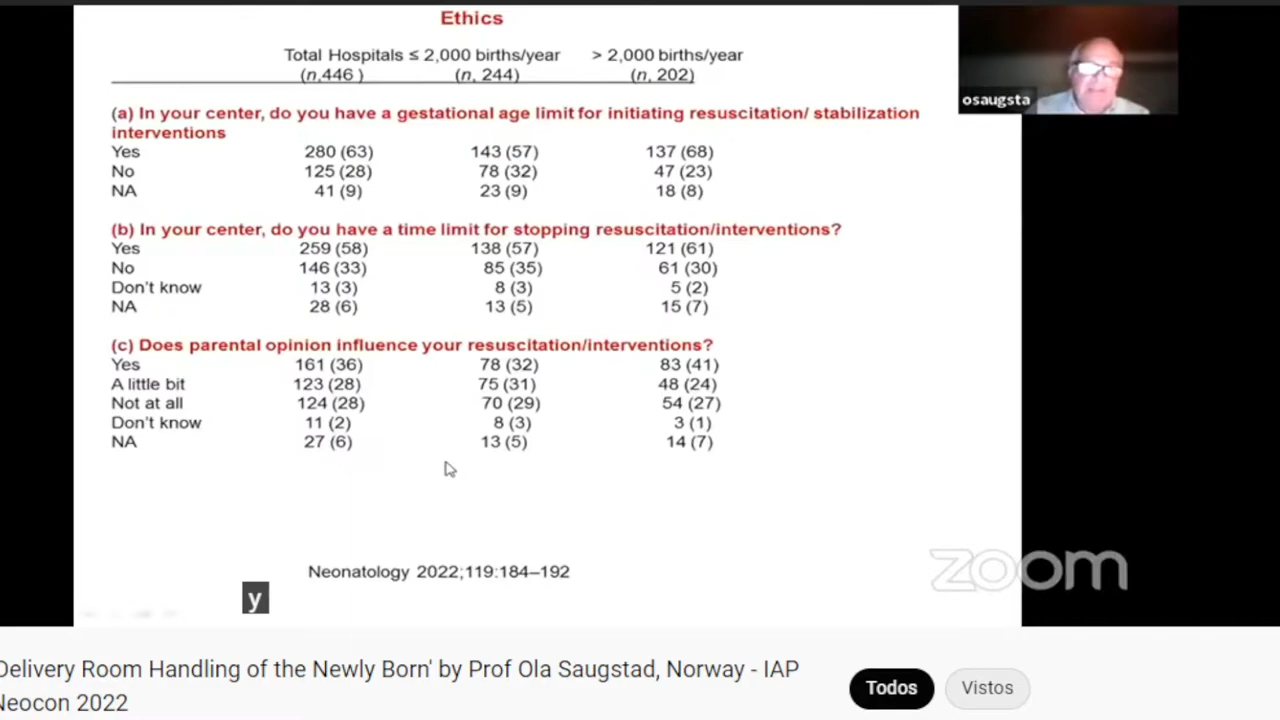 Ethics
Total Hospitals ≤ 2,000 births/year > 2,000 births/year
(n,446 ) (n, 244) (n, 202)
(a) In your center, do you have a gestational age limit for initiating resuscitation/ stabilization
interventions
Yes 280 (63) 143 (57) 137 (68)
No 125 (28) 78 (32) 47 (23)
NA 41 (9) 23 (9) 18 (8)
(b) In your center, do you have a time limit for stopping resuscitation/interventions?
Yes 259 (58) 138 (57) 121 (61)
No 146 (33) 85 (35) 61 (30)
Don't know 13 (3) 8 (3) 5 (2)
NA 28 (6) 13 (5) 15 (7)
(c) Does parental opinion influence your resuscitation/interventions?
Yes 161 (36) 78 (32) 83 (41)
A little bit 123 (28) 75 (31) 48 (24)
Not at all 124 (28) 70 (29) 54 (27)
Don't know 11 (2) 8 (3) 3 (1)
NA 27 (6) 13 (5) 14 (7)
Neonatology 2022;119:184–192
osaugsta
zoom
y
Delivery Room Handling of the Newly Born' by Prof Ola Saugstad, Norway - IAP
Neocon 2022
Todos
Vistos